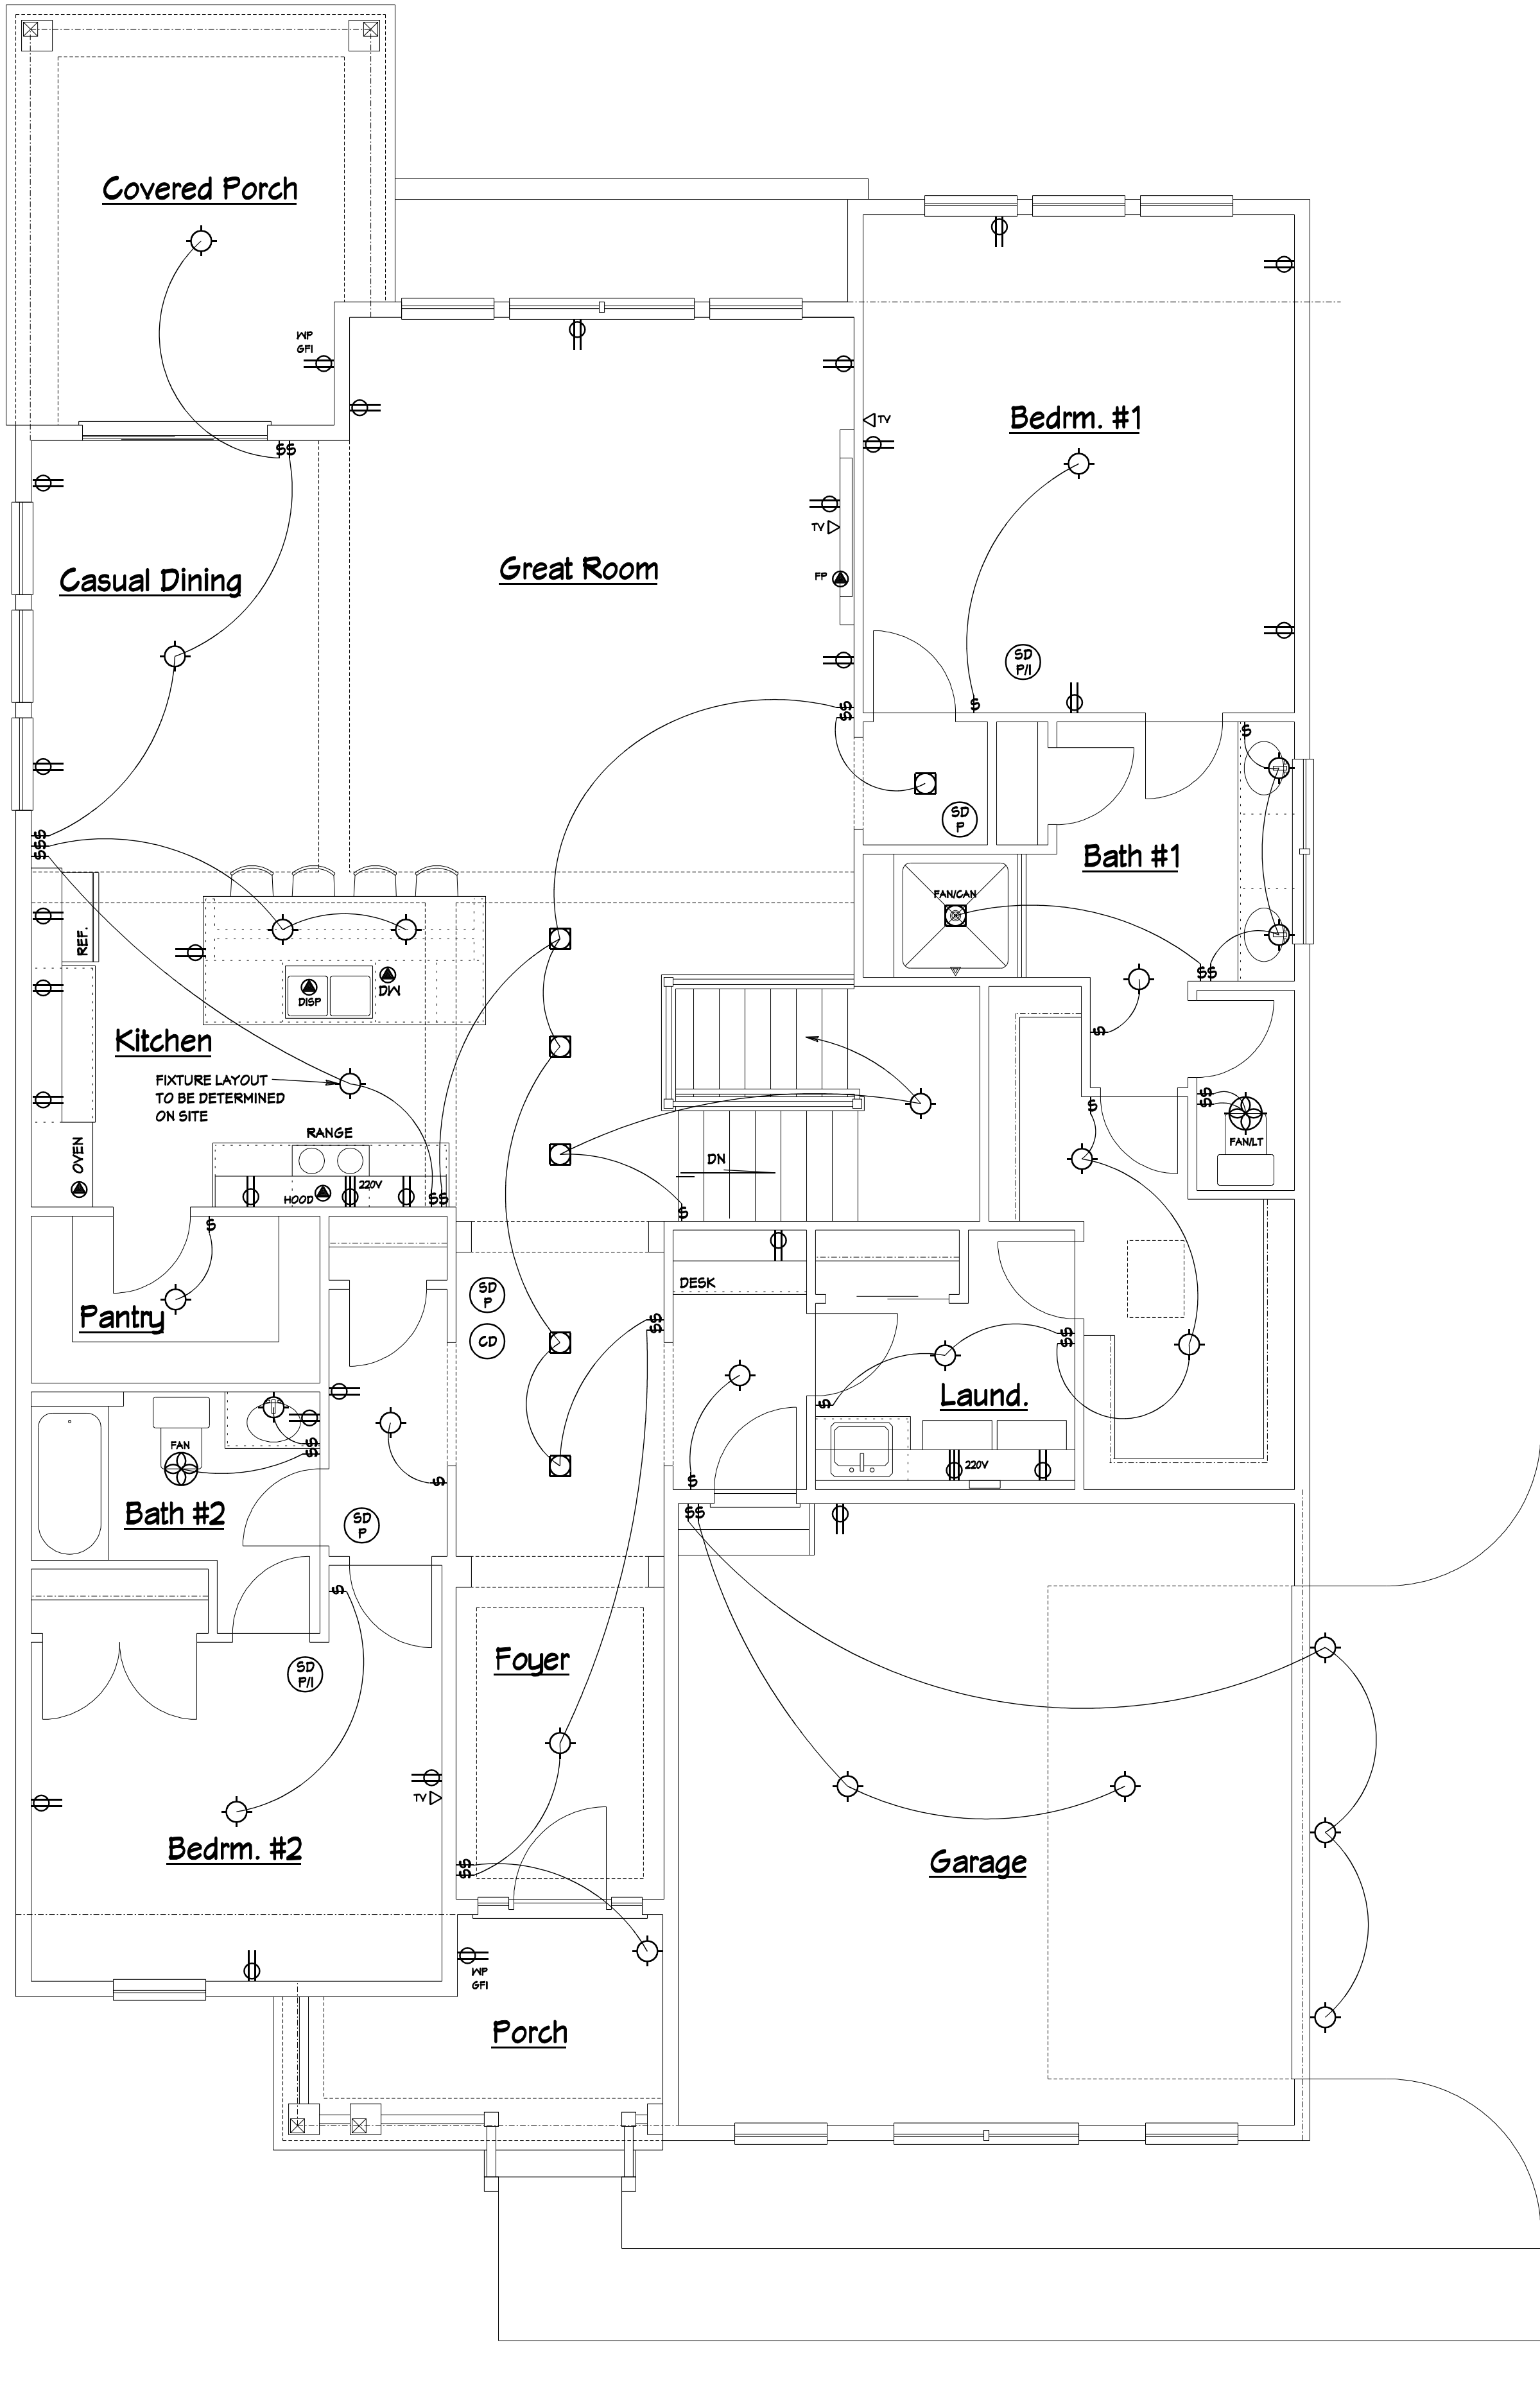 Covered Porch
WP
GFI
TV
Bedrm. #1
$$
Casual Dining
Great Room
TV
FP
SD
P/I
$
$$
$$
$
SD
P
$$$
$$$
Bath #1
FAN/CAN
REF.
DISP
DW
$$
Kitchen
$
FIXTURE LAYOUT
TO BE DETERMINED
ON SITE
$$
$$
$
FAN/LT
RANGE
OVEN
DN
220V
HOOD
$$
$
$
SD
P
DESK
Pantry
CD
$$
$$
$$
$$
Laund.
$
FAN
$$
$$
220V
$
$
Bath #2
SD
P
$$
$
Foyer
SD
P/I
TV
Bedrm. #2
$$
$$
Garage
WP
GFI
Porch